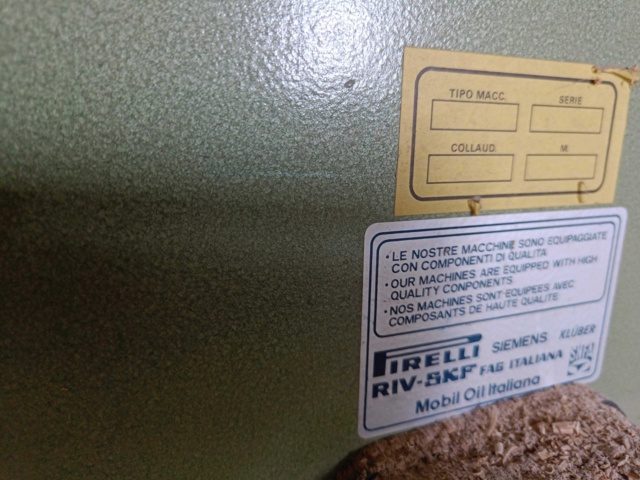 TIPO MACC.
SERIE
COLLAUD.
M.
• LE NOSTRE MACCHINE SONO EQUIPAGGIATE
CON COMPONENTI DI QUALITA
• OUR MACHINES ARE EQUIPPED WITH HIGH
QUALITY CONPONENTS
• NOS MACHINES SONT EQUIPEES AVEC
COMPOSANTS DE HAUTE QUALITE
PIRELLI SIEMENS KLÜBER
RIV-SKF FAG ITALIANA
Mobil Oil Italiana